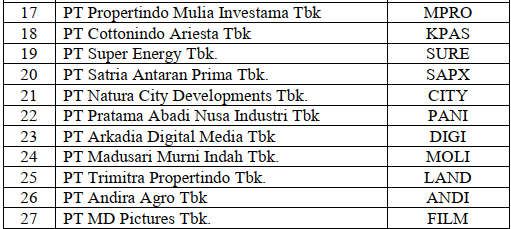 17 PT Propertindo Mulia Investama Tbk MPRO
18 PT Cottonindo Ariesta Tbk KPAS
19 PT Super Energy Tbk. SURE
20 PT Satria Antaran Prima Tbk. SAPX
21 PT Natura City Developments Tbk. CITY
22 PT Pratama Abadi Nusa Industri Tbk PANI
23 PT Arkadia Digital Media Tbk DIGI
24 PT Madusari Murni Indah Tbk. MOLI
25 PT Trimitra Propertindo Tbk. LAND
26 PT Andira Agro Tbk ANDI
27 PT MD Pictures Tbk. FILM